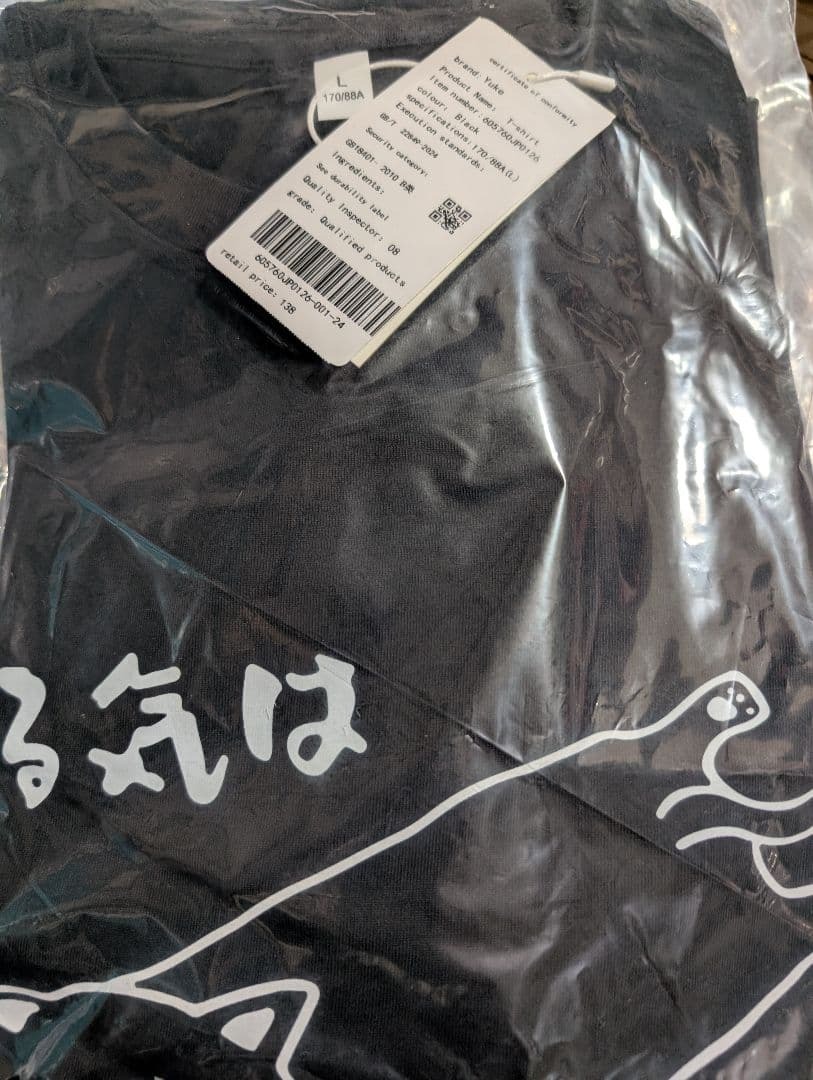 L
170/88A
certificate of conformity
brand: Yuke
Product Name: T-shirt
Item number: 605760JP0126
colour: Black
specifications: 170/88A(L)
Execution standards:
GB/T 22849-2024
Security category:
GB18401-2010 B类
Ingredients:
See durability label
Quality Inspector: 08
grade: Qualified products
605760JP0126-001-24
retail price: 138
る気は